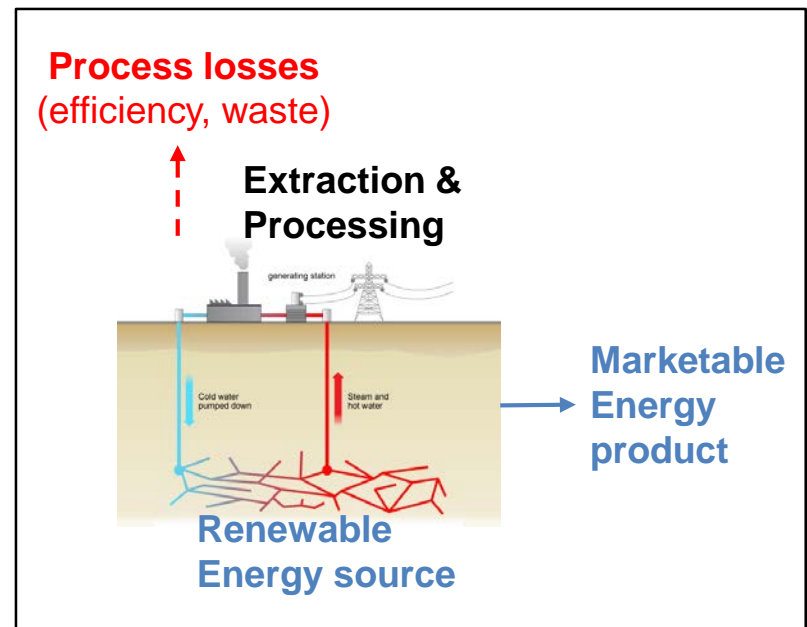 Process losses
(efficiency, waste)
Extraction &
Processing
generating station
Cold water
pumped down
Steam and
hot water
Marketable
Energy
product
Renewable
Energy source